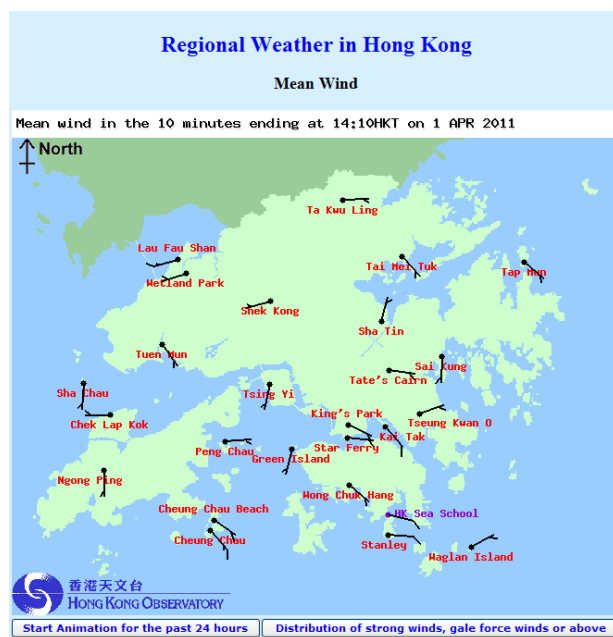 Regional Weather in Hong Kong
Mean Wind
Mean wind in the 10 minutes ending at 14:10HKT on 1 APR 2011
North
Ta Kwu Ling
Lau Fau Shan
Tai Mei Tuk
Tap Mun
Wetland Park
Shek Kong
Sha Tin
Tuen Mun
Sai Kung
Tate's Cairn
Sha Chau
Tsing Yi
Chek Lap Kok
King's Park
Tseung Kwan O
Kai Tak
Star Ferry
Peng Chau
Green Island
Ngong Ping
Wong Chuk Hang
Cheung Chau Beach
HK Sea School
Cheung Chau
Stanley
Waglan Island
香港天文台
HONG KONG OBSERVATORY
Start Animation for the past 24 hours
Distribution of strong winds, gale force winds or above